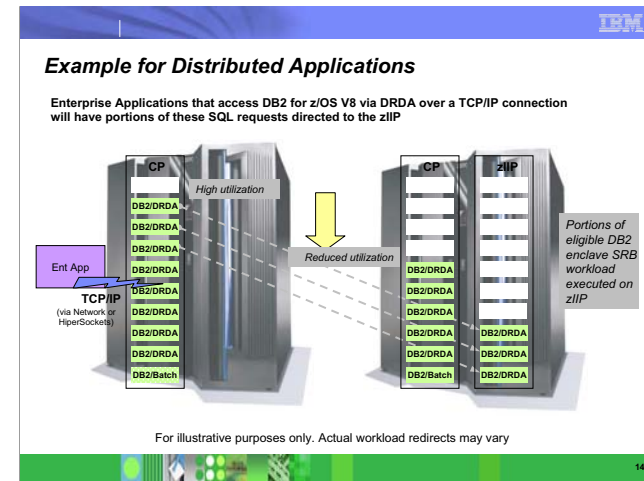 IBM
Example for Distributed Applications
Enterprise Applications that access DB2 for z/OS V8 via DRDA over a TCP/IP connection
will have portions of these SQL requests directed to the zIIP
CP
High utilization
DB2/DRDA
DB2/DRDA
DB2/DRDA
DB2/DRDA
DB2/DRDA
DB2/DRDA
DB2/DRDA
DB2/DRDA
DB2/Batch
Ent App
TCP/IP
(via Network or
HiperSockets)
Reduced utilization
CP
DB2/DRDA
DB2/DRDA
DB2/DRDA
DB2/DRDA
DB2/DRDA
DB2/Batch
zIIP
DB2/DRDA
DB2/DRDA
DB2/DRDA
Portions of
eligible DB2
enclave SRB
workload
executed on
zIIP
For illustrative purposes only. Actual workload redirects may vary
14